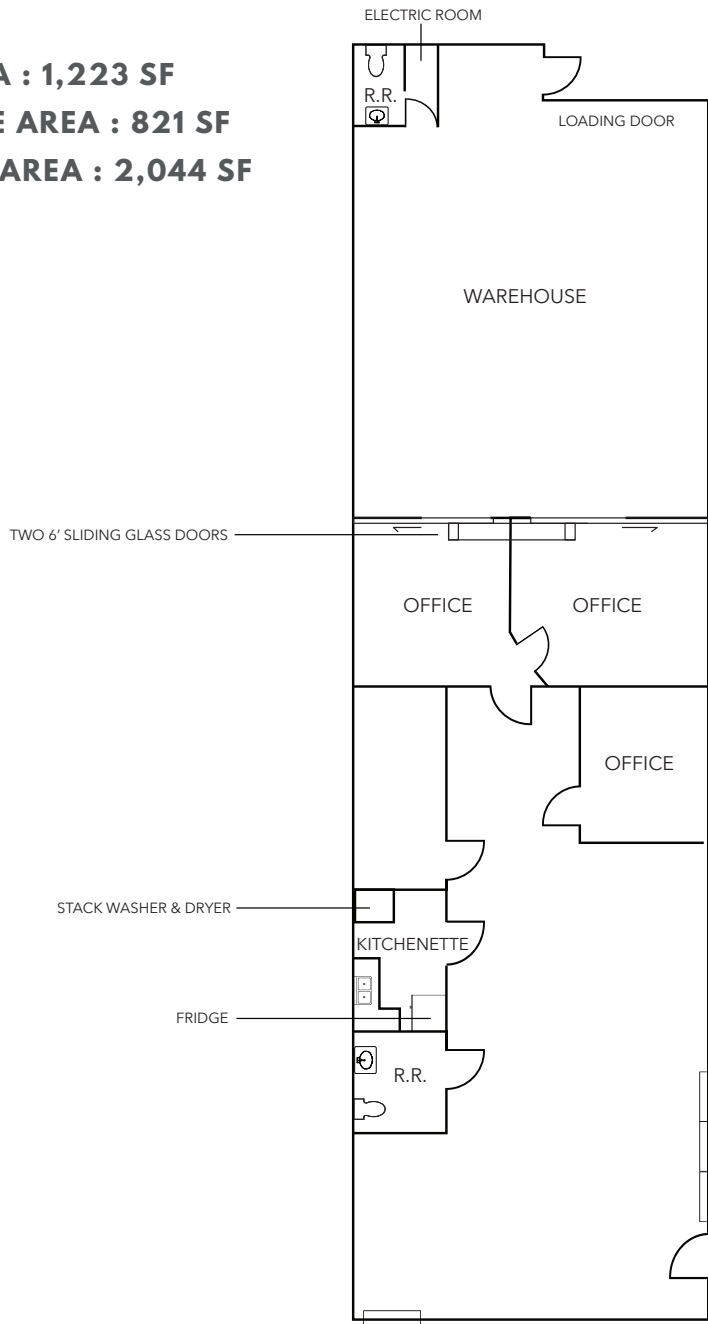 ELECTRIC ROOM
: 1,223 SF
AREA : 821 SF
AREA : 2,044 SF
R.R.
LOADING DOOR
WAREHOUSE
TWO 6' SLIDING GLASS DOORS
OFFICE
OFFICE
OFFICE
STACK WASHER & DRYER
KITCHENETTE
FRIDGE
R.R.